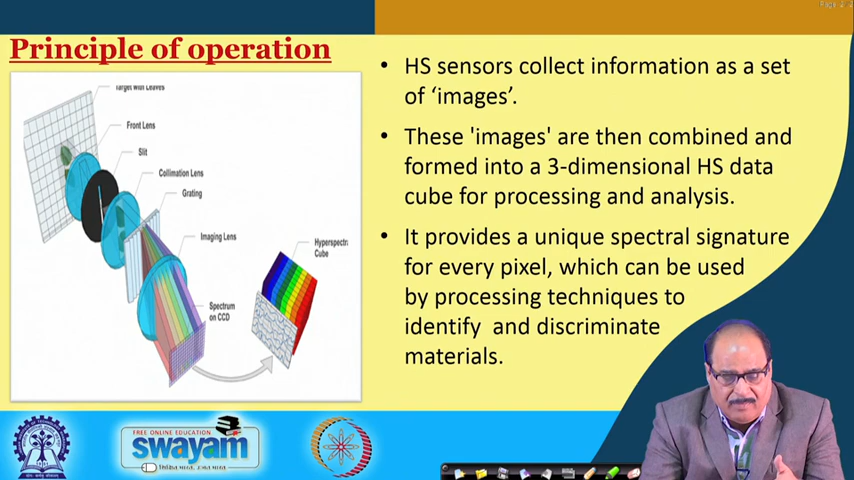 Principle of operation
Target with Leaves
Front Lens
Slit
Collimation Lens
Grating
Imaging Lens
Hyperspectra
Cube
Spectrum
on CCD
• HS sensors collect information as a set
of ‘images’.
• These 'images' are then combined and
formed into a 3-dimensional HS data
cube for processing and analysis.
• It provides a unique spectral signature
for every pixel, which can be used
by processing techniques to
identify and discriminate
materials.
FREE ONLINE EDUCATION
swayam